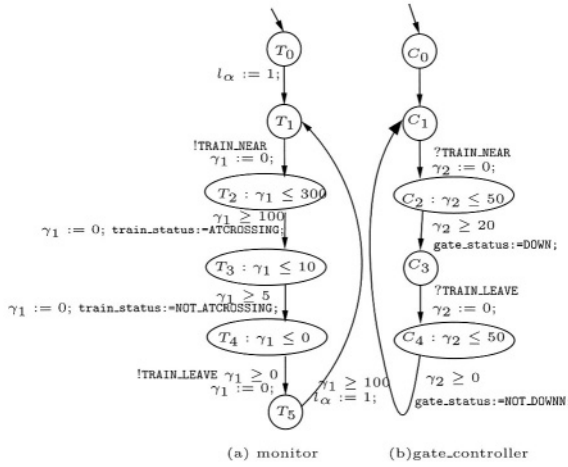 T₀
l_α := 1;
T₁
!TRAIN_NEAR
γ₁ := 0;
T₂ : γ₁ ≤ 300
γ₁ ≥ 100
γ₁ := 0; train_status:=ATCROSSING;
T₃ : γ₁ ≤ 10
γ₁ ≥ 5
γ₁ := 0; train_status:=NOT_ATCROSSING;
T₄ : γ₁ ≤ 0
!TRAIN_LEAVE γ₁ ≥ 0
γ₁ := 0;
T₅
γ₁ ≥ 100
l_α := 1;
(a) monitor
C₀
C₁
?TRAIN_NEAR
γ₂ := 0;
C₂ : γ₂ ≤ 50
γ₂ ≥ 20
gate_status:=DOWN;
C₃
?TRAIN_LEAVE
γ₂ := 0;
C₄ : γ₂ ≤ 50
γ₂ ≥ 0
gate_status:=NOT_DOWNN
(b)gate_controller